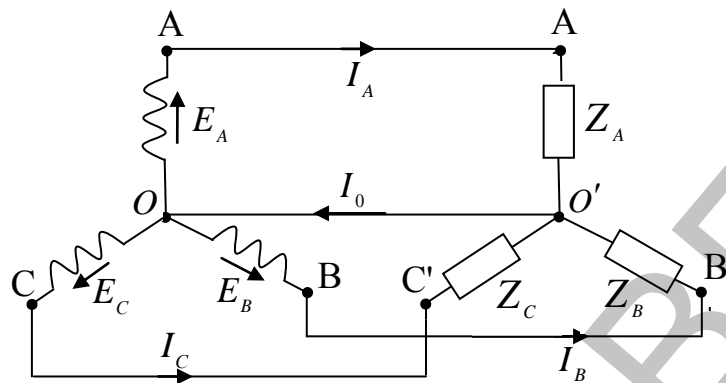 A A
I_A
E_A Z_A
O I_0 O'
C E_C E_B B C' Z_C Z_B B'
I_C I_B